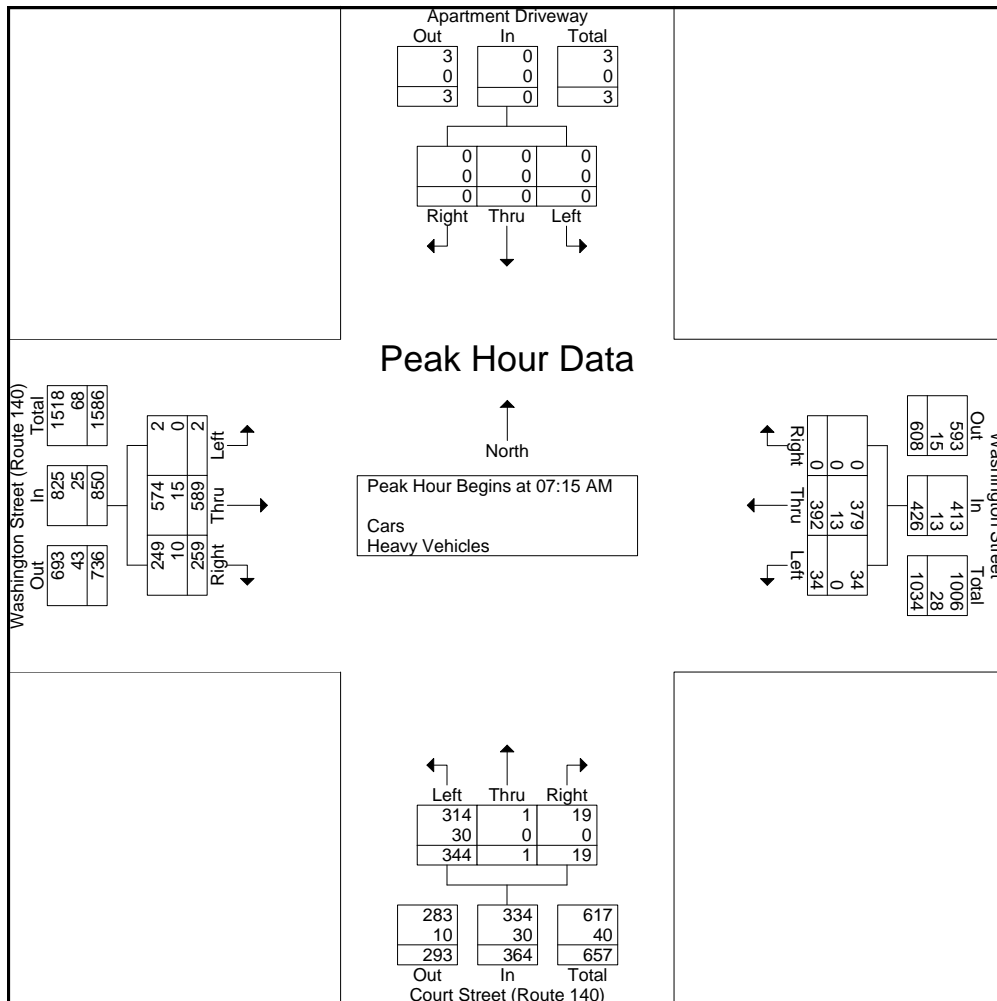 Apartment Driveway
Out In Total
3 0 3
0 0 0
3 0 3
0 0 0
0 0 0
0 0 0
Right Thru Left
Peak Hour Data
North
Peak Hour Begins at 07:15 AM
Cars
Heavy Vehicles
Washington Street (Route 140)
Out In Total
693 825 1518
43 25 68
736 850 1586
249 574 2
10 15 0
259 589 2
Right Thru Left
Washington Street
Out In Total
593 413 1006
15 13 28
608 426 1034
0 379 34
0 13 0
0 392 34
Right Thru Left
Left Thru Right
314 1 19
30 0 0
344 1 19
283 334 617
10 30 40
293 364 657
Out In Total
Court Street (Route 140)